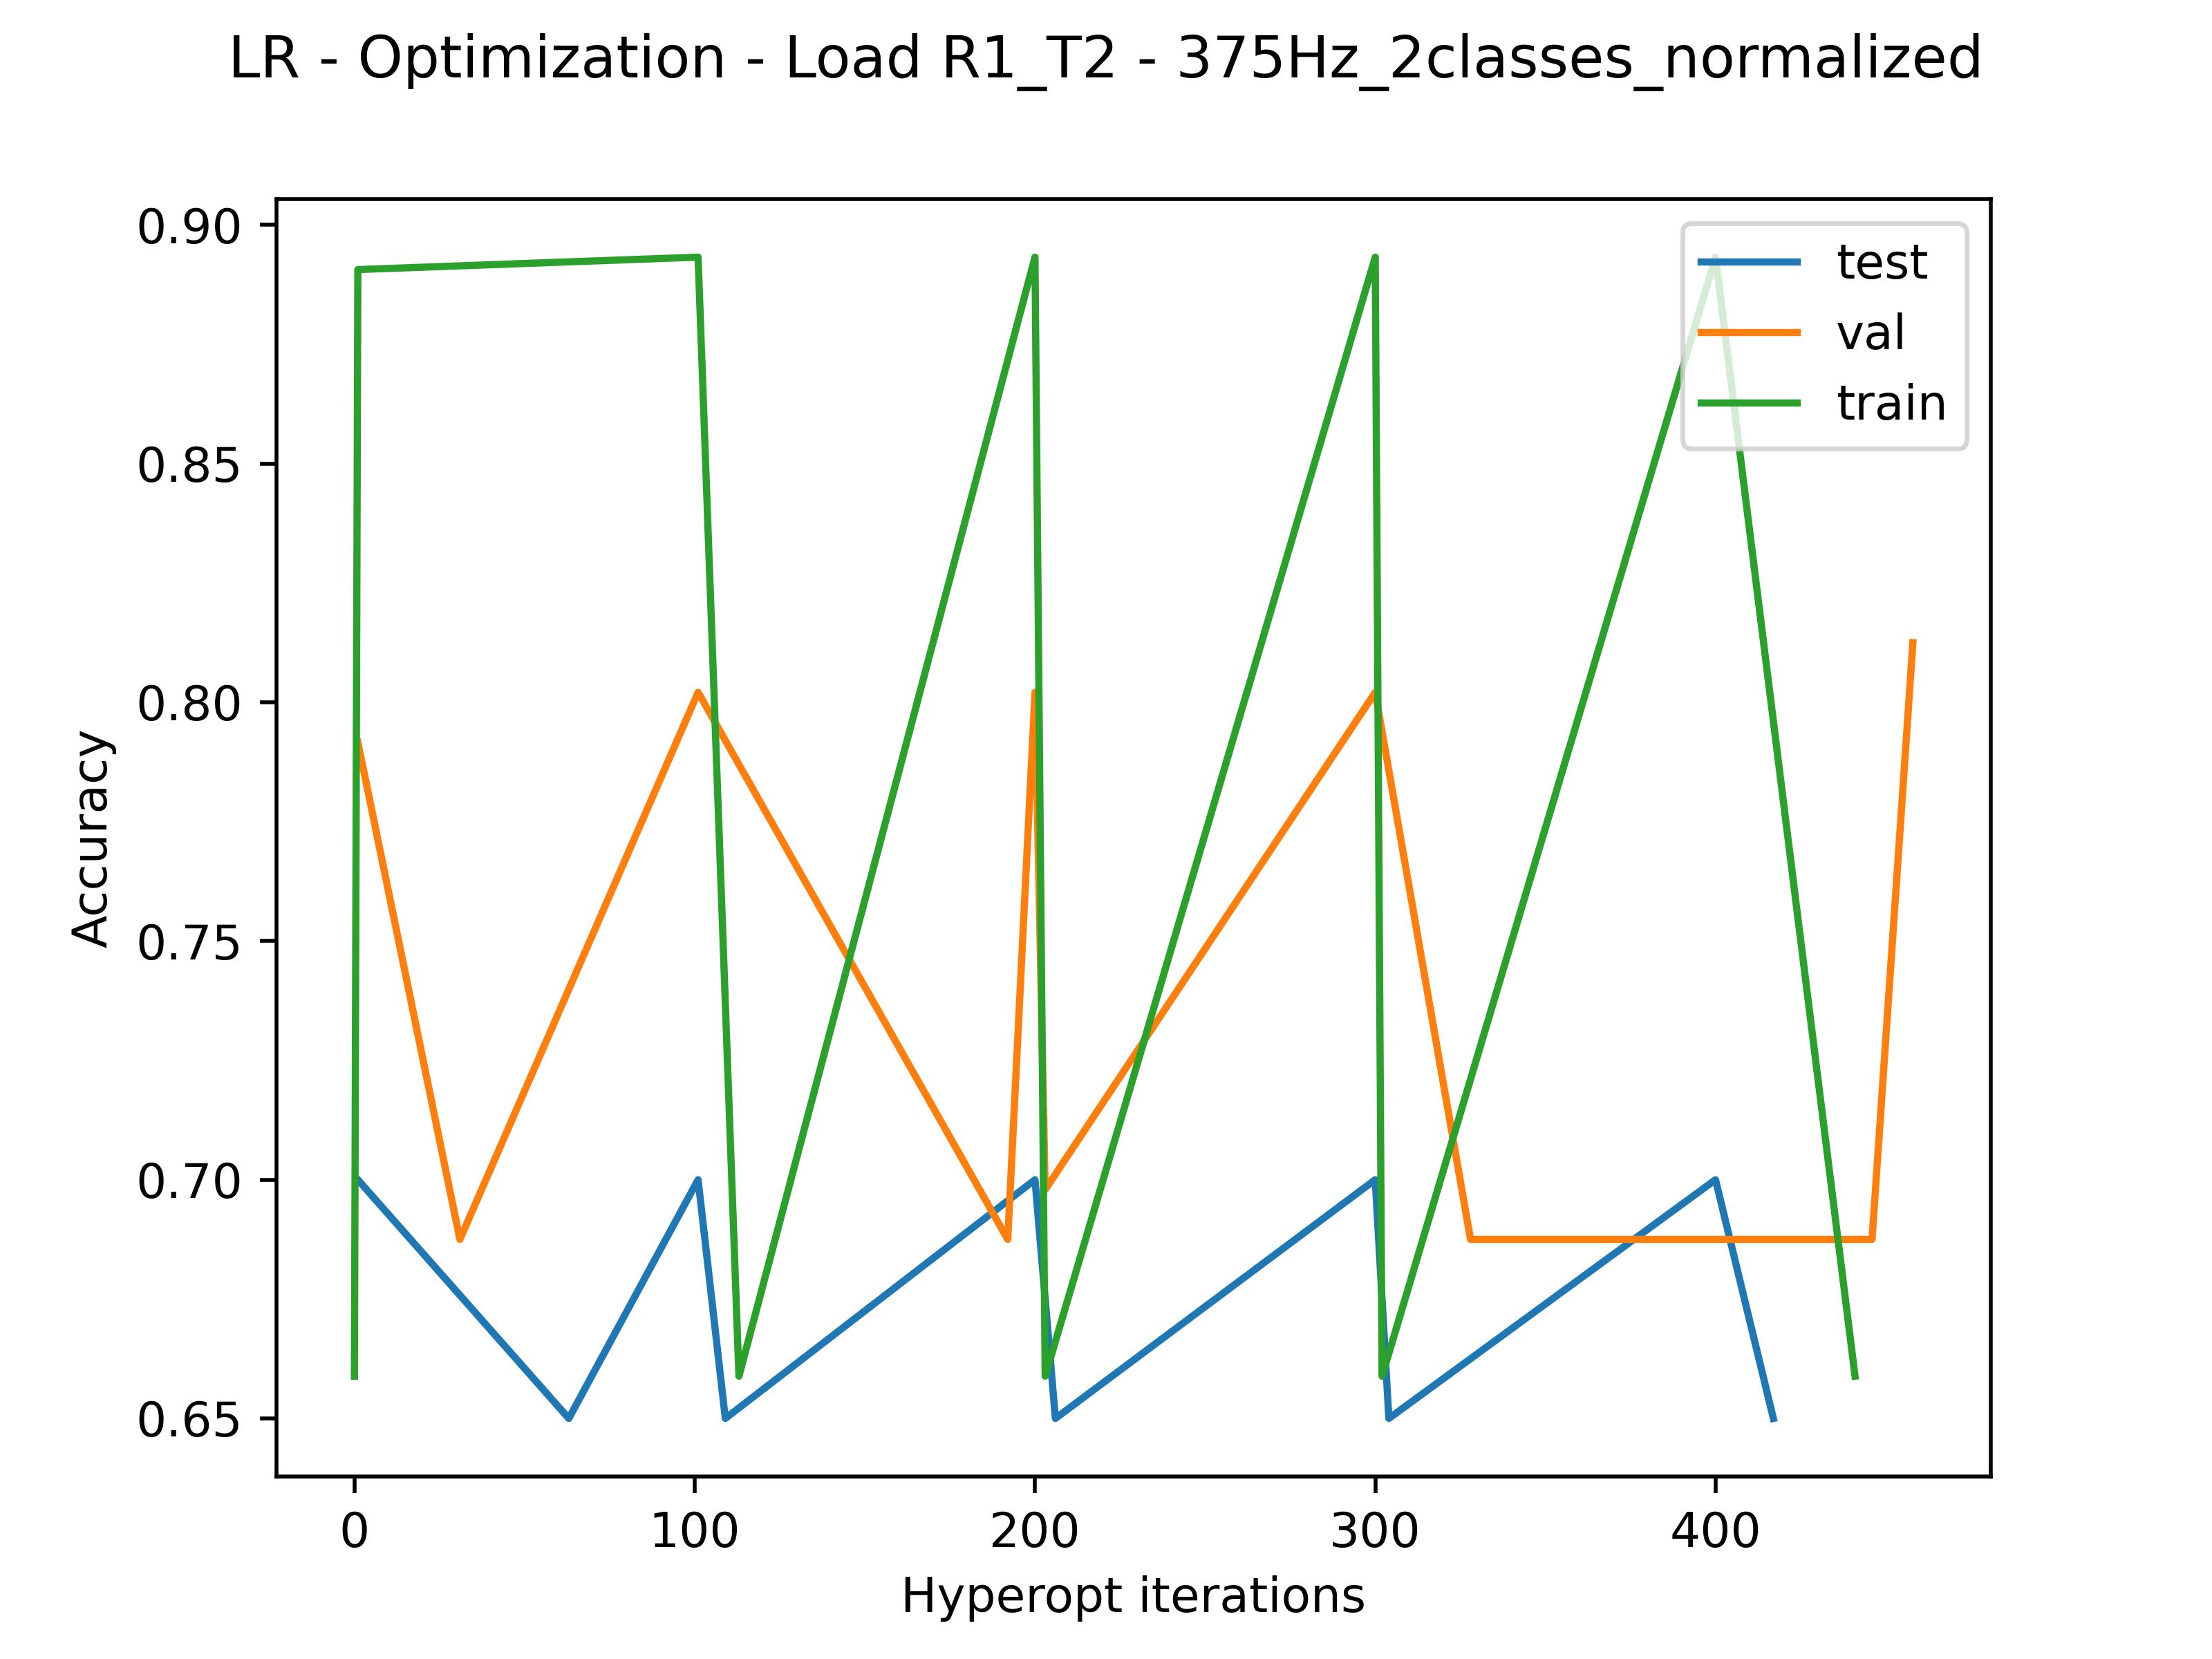 LR - Optimization - Load R1_T2 - 375Hz_2classes_normalized
0.90
0.85
0.80
0.75
0.70
0.65
Accuracy
test
val
train
0 100 200 300 400
Hyperopt iterations